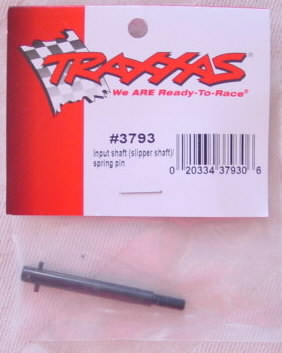 TRAXXAS®
We ARE Ready-To-Race®
#3793
Input shaft (slipper shaft)/
spring pin
0 20334 37930 6